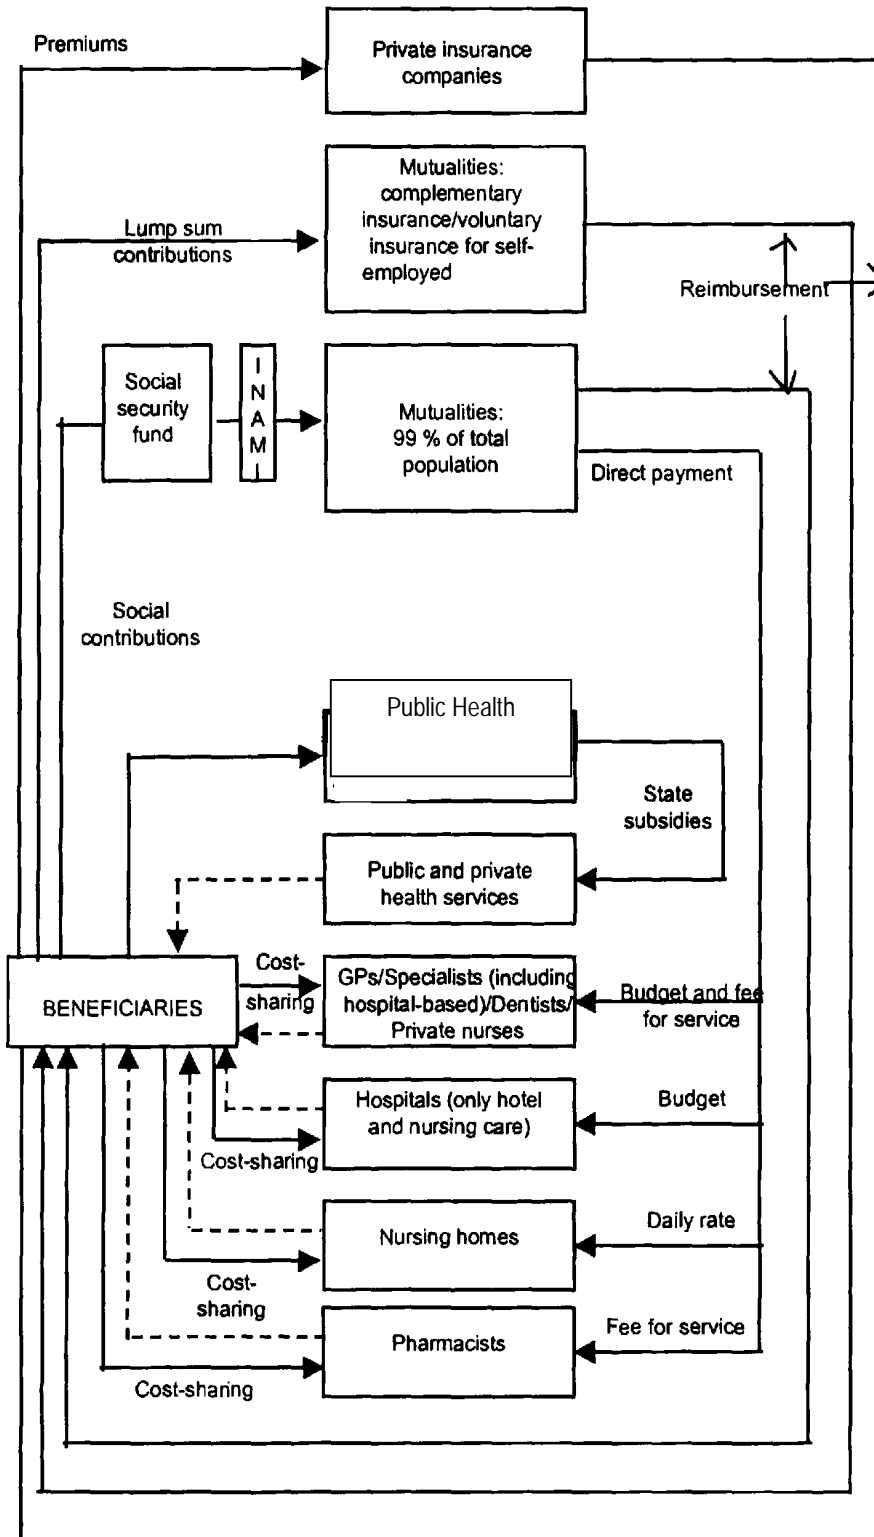 Premiums
Private insurance
companies
Mutualities:
complementary
insurance/voluntary
insurance for self-
employed
Lump sum
contributions
Reimbursement
Social
security
fund
I
N
A
M
I
Mutualities:
99 % of total
population
Direct payment
Social
contributions
Public Health
State
subsidies
Public and private
health services
BENEFICIARIES
Cost-
sharing
GPs/Specialists (including
hospital-based)/Dentists/
Private nurses
Budget and fee
for service
Hospitals (only hotel
and nursing care)
Budget
Cost-sharing
Nursing homes
Daily rate
Cost-
sharing
Pharmacists
Fee for service
Cost-sharing